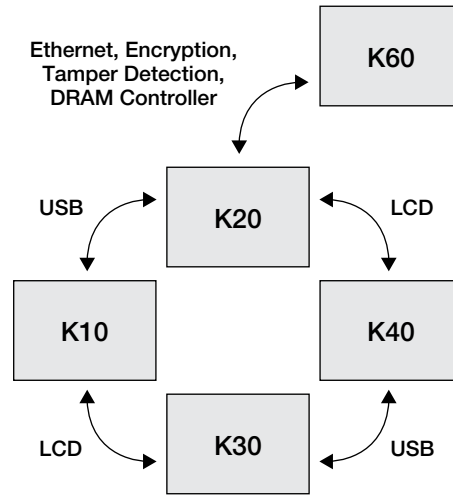 Ethernet, Encryption,
Tamper Detection,
DRAM Controller
K60
USB
K20
LCD
K10
K40
LCD
K30
USB